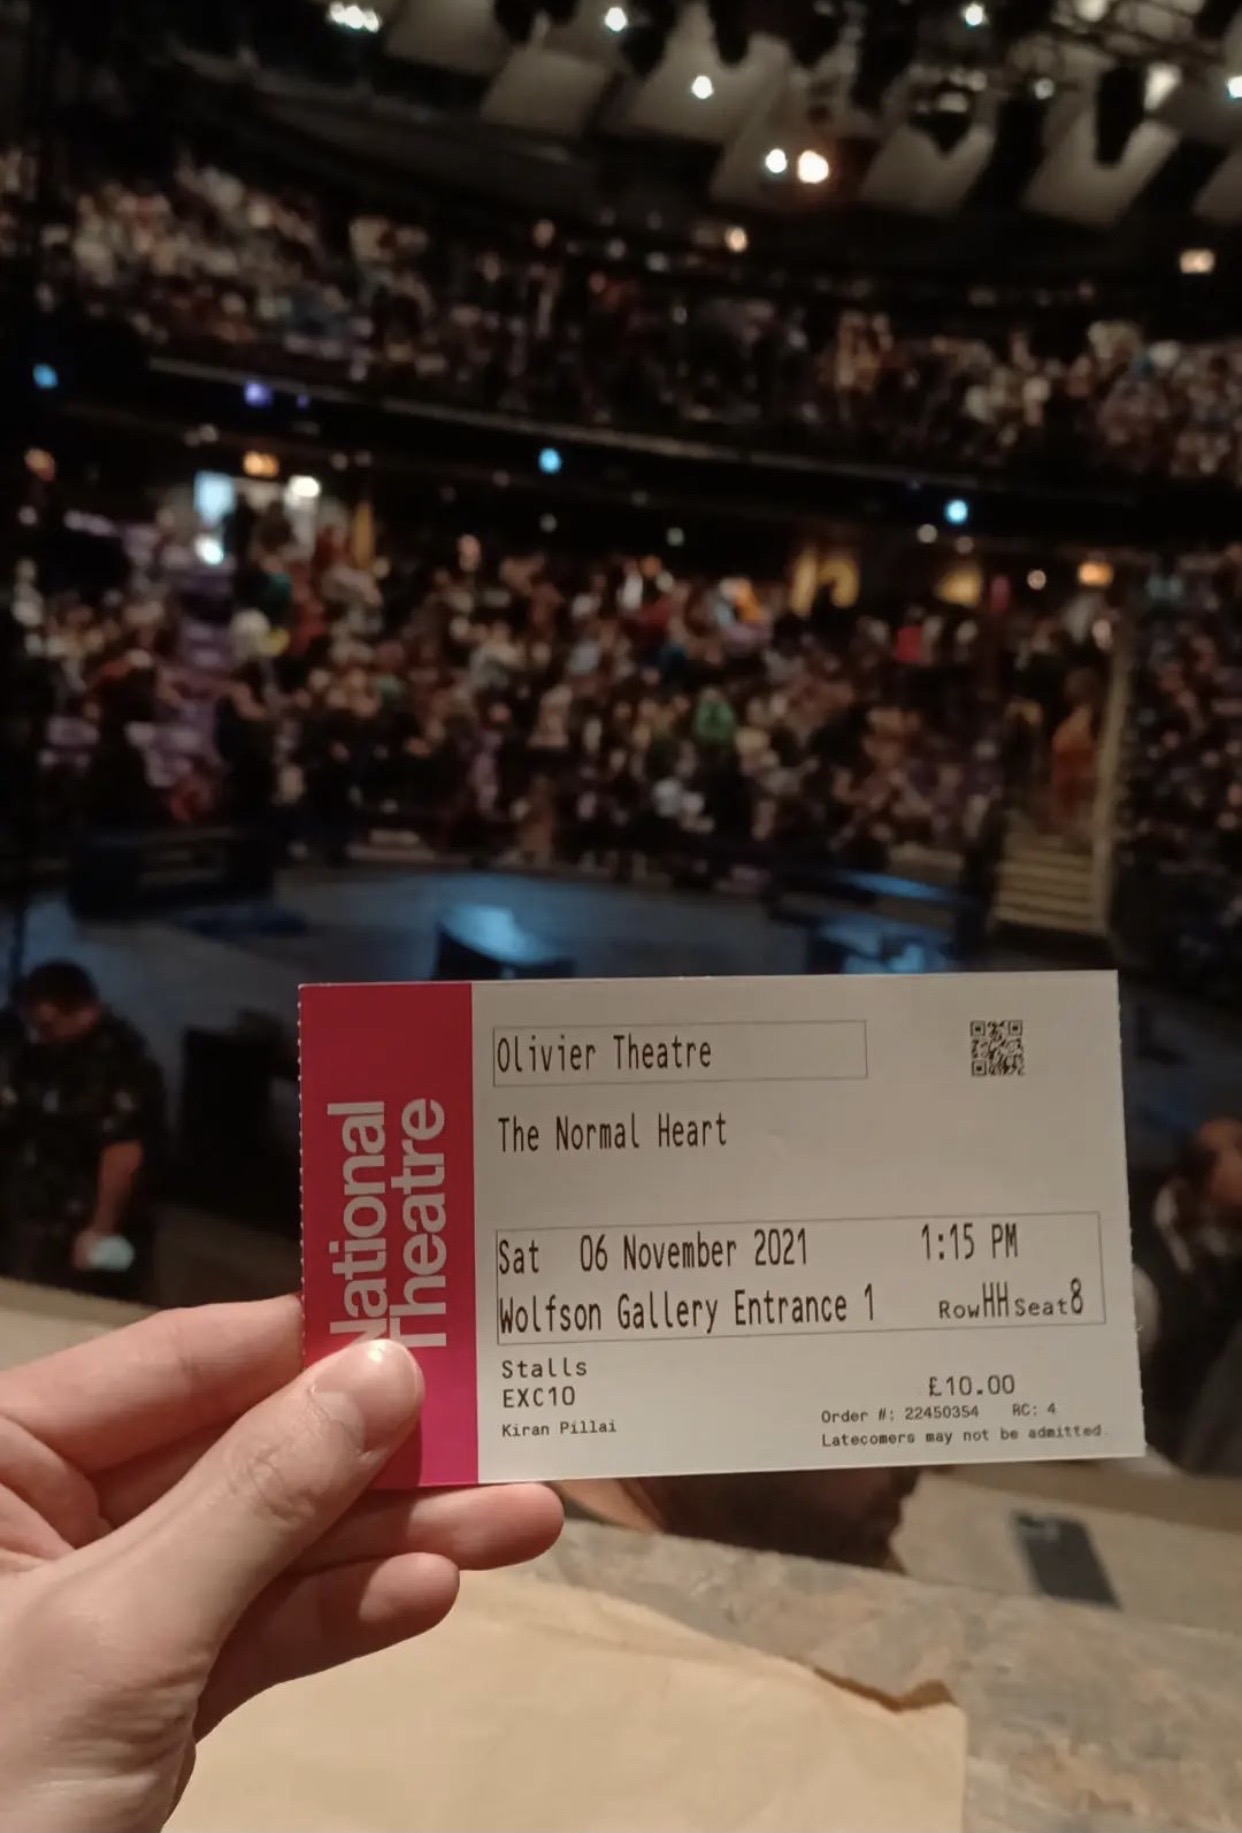 National
Theatre
Olivier Theatre
The Normal Heart
Sat 06 November 2021 1:15 PM
Wolfson Gallery Entrance 1 Row HH Seat 8
Stalls
EXC10
£10.00
Kiran Pillai
Order #: 22450354 RC: 4
Latecomers may not be admitted.